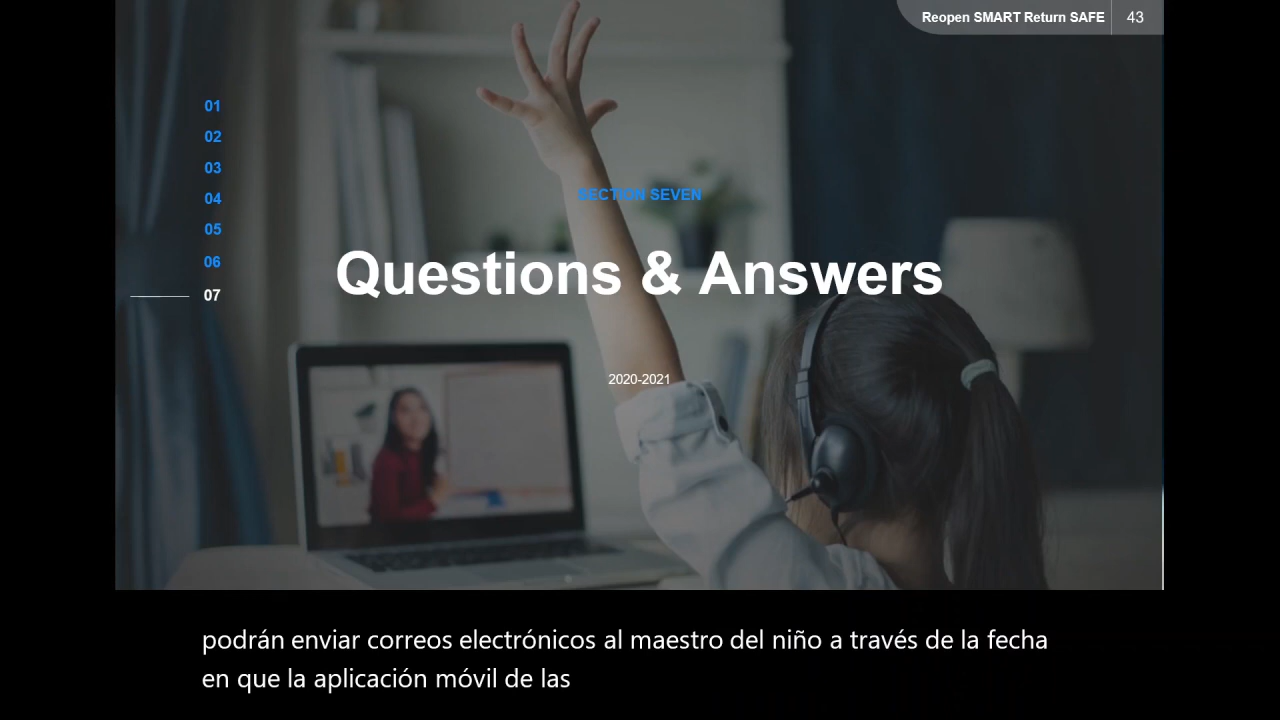 Reopen SMART Return SAFE 43
01
02
03
04
05
06
07
SECTION SEVEN
Questions & Answers
2020-2021
podrán enviar correos electrónicos al maestro del niño a través de la fecha
en que la aplicación móvil de las